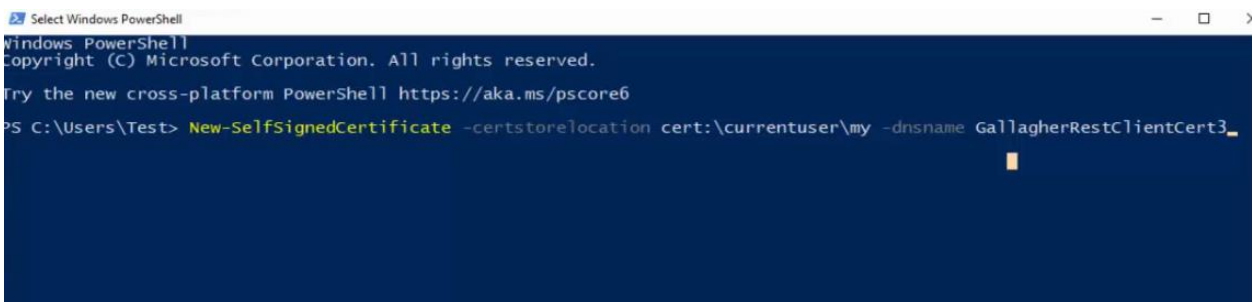 Select Windows PowerShell
Windows PowerShell
Copyright (C) Microsoft Corporation. All rights reserved.
Try the new cross-platform PowerShell https://aka.ms/pscore6
PS C:\Users\Test> New-SelfSignedCertificate -certstorelocation cert:\currentuser\my -dnsname GallagherRestClientCert3